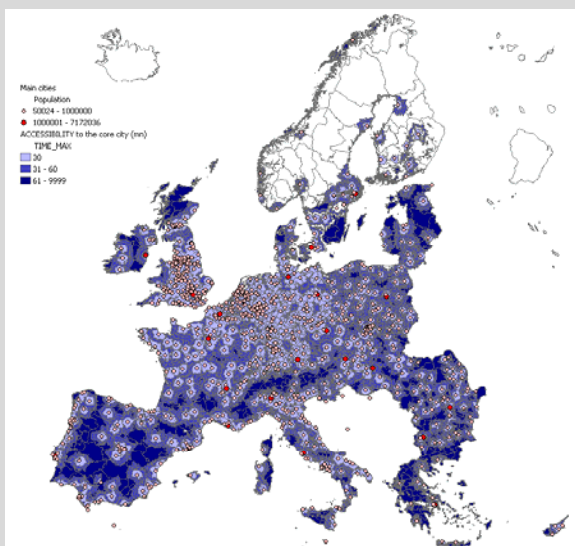 Main cities
Population
50024 - 1000000
1000001 - 7172036
ACCESSIBILITY to the core city (mn)
TIME_MAX
30
31 - 60
61 - 9999